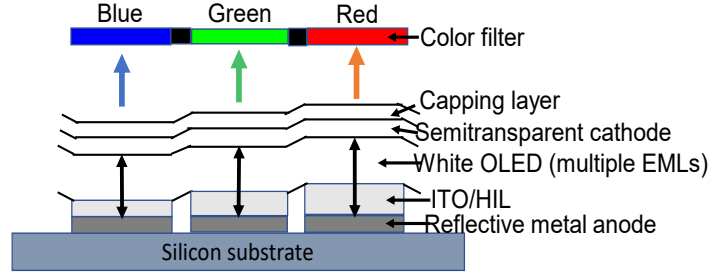 Blue
Green
Red
Color filter
Capping layer
Semitransparent cathode
White OLED (multiple EMLs)
ITO/HIL
Reflective metal anode
Silicon substrate